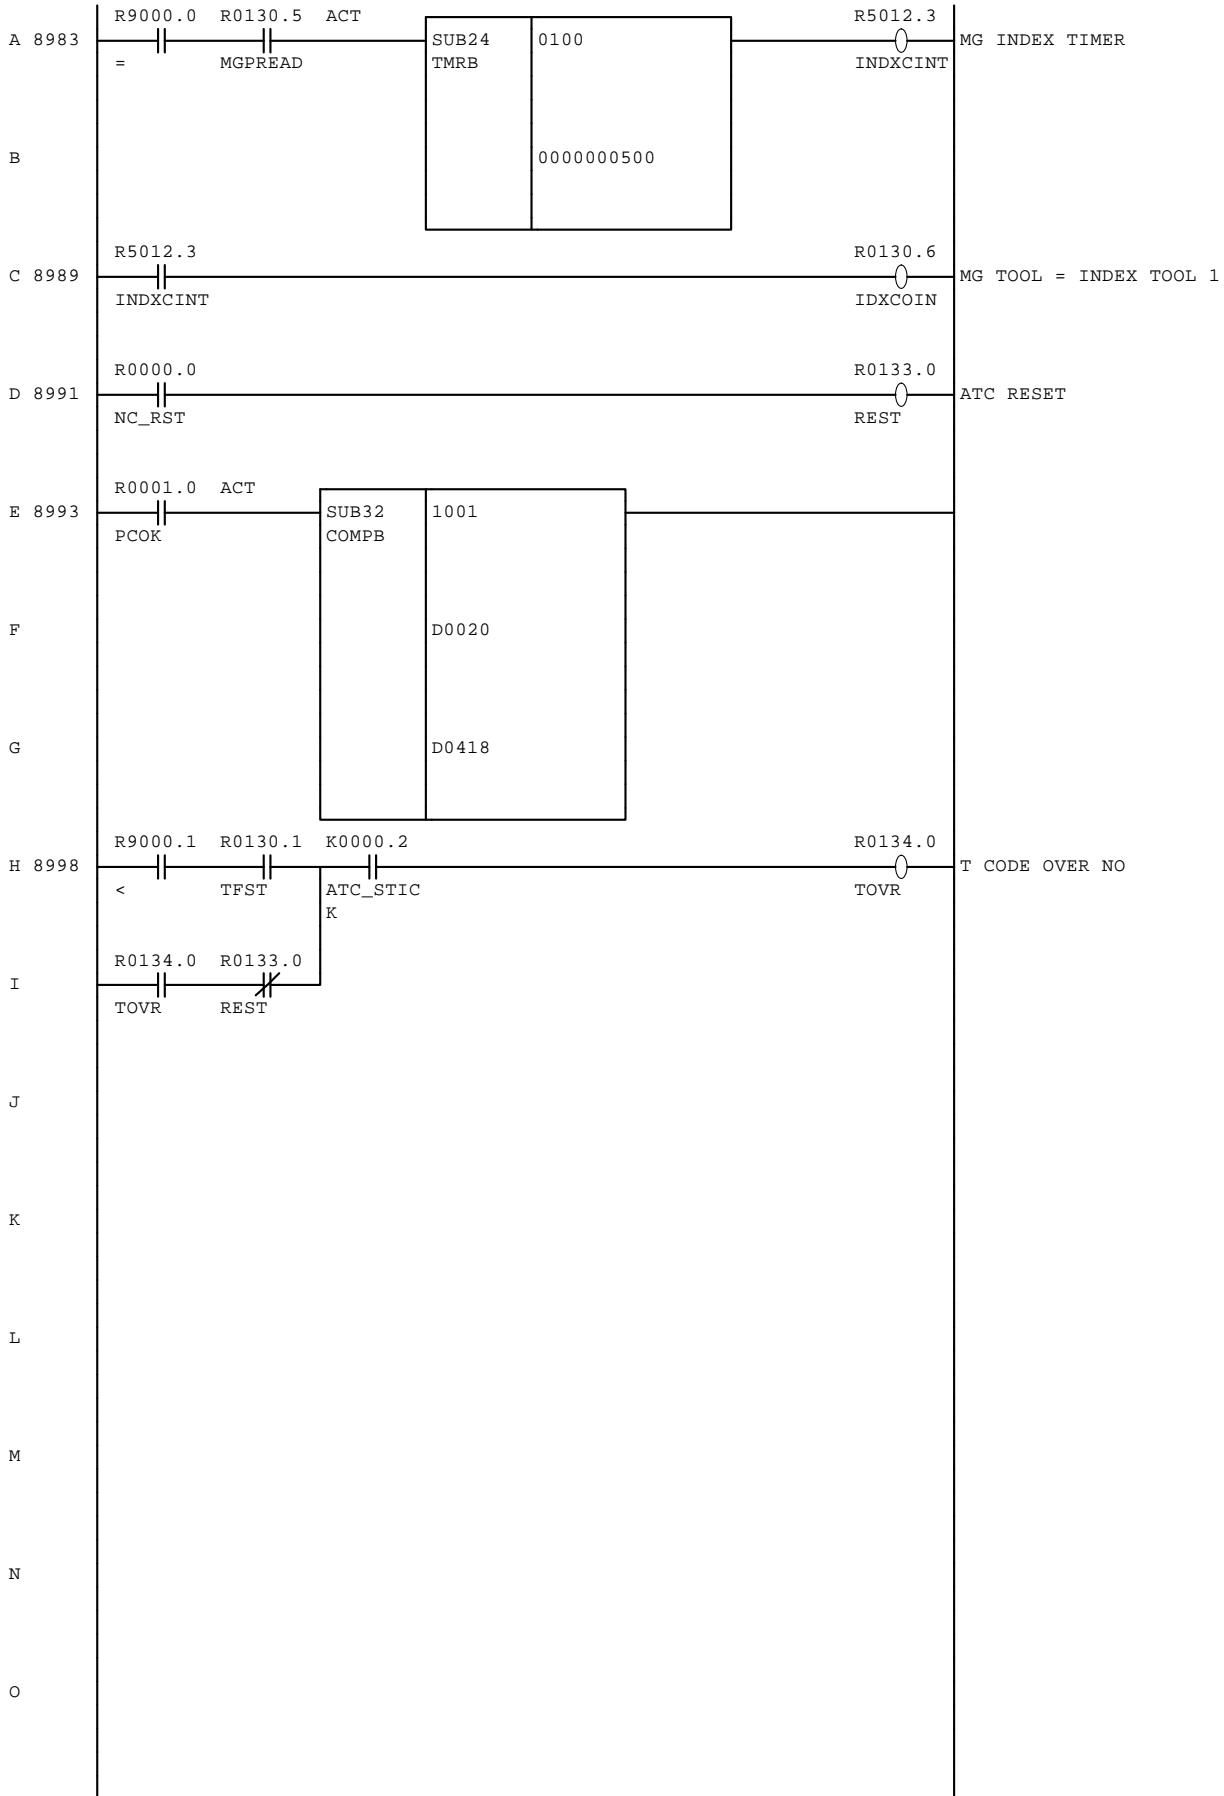 R9000.0 R0130.5 ACT R5012.3
A 8983 SUB24 0100 MG INDEX TIMER
= MGPREAD TMRB INDXCINT
B 0000000500
R5012.3 R0130.6
C 8989 MG TOOL = INDEX TOOL 1
INDXCINT IDXCOIN
R0000.0 R0133.0
D 8991 ATC RESET
NC_RST REST
R0001.0 ACT
E 8993 SUB32 1001
PCOK COMPB
F D0020
G D0418
R9000.1 R0130.1 K0000.2 R0134.0
H 8998 T CODE OVER NO
< TFST ATC_STIC TOVR
K
R0134.0 R0133.0
I
TOVR REST
J
K
L
M
N
O